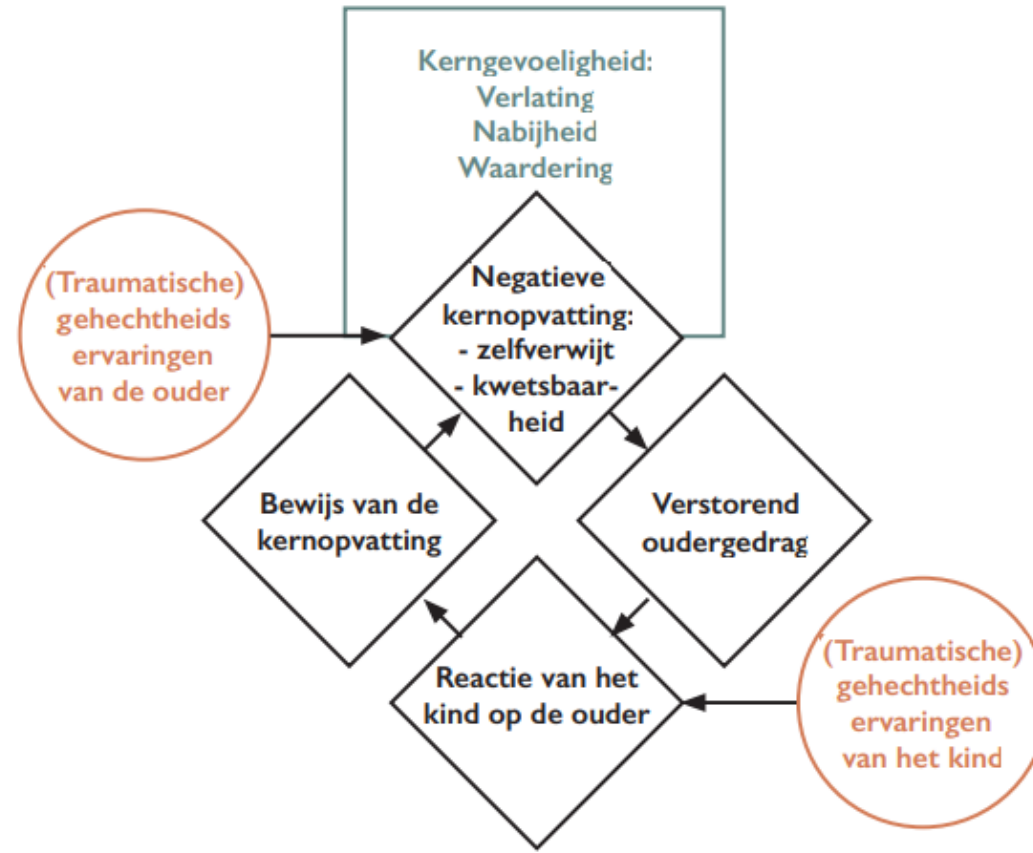 Kerngevoeligheid:
Verlating
Nabijheid
Waardering
(Traumatische)
gehechtheids
ervaringen
van de ouder
Negatieve
kernopvatting:
- zelfverwijt
- kwetsbaar-
heid
Bewijs van de
kernopvatting
Verstorend
oudergedrag
Reactie van het
kind op de ouder
(Traumatische)
gehechtheids
ervaringen
van het kind